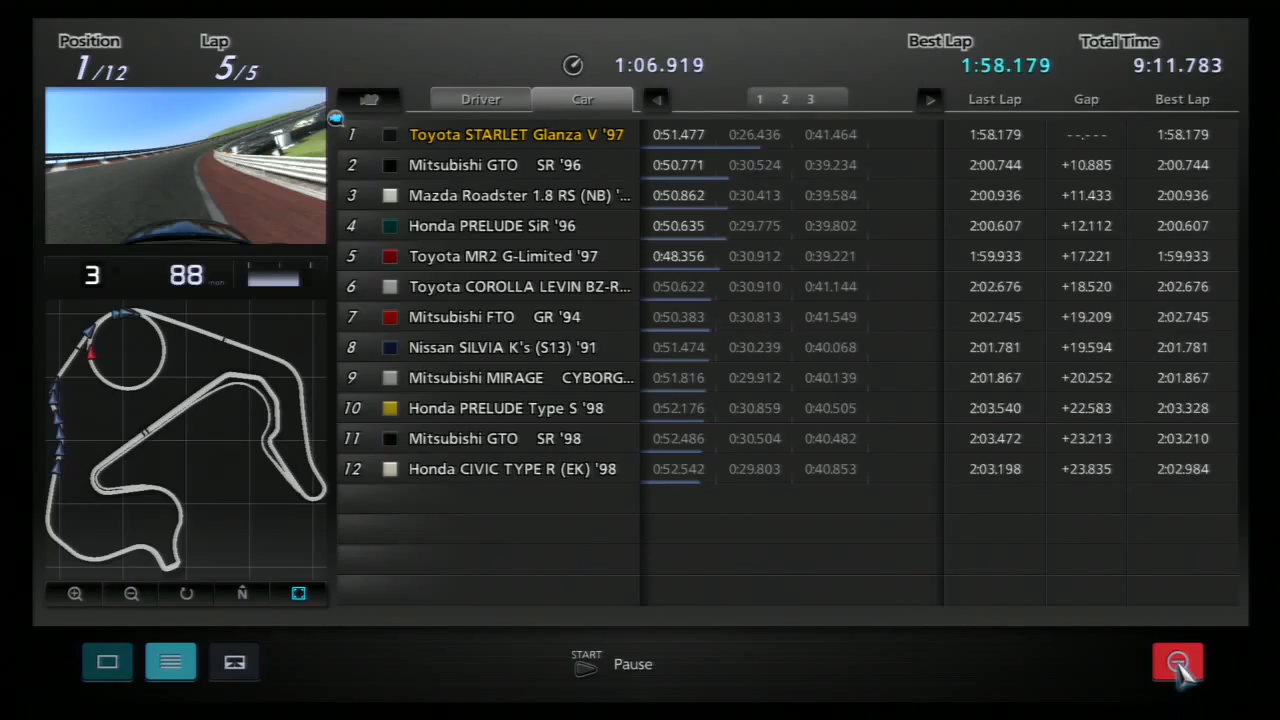 Position Lap Best Lap Total Time
1/12 5/5 1:06.919 1:58.179 9:11.783
Driver Car 1 2 3 Last Lap Gap Best Lap
1 Toyota STARLET Glanza V '97 0:51.477 0:26.436 0:41.464 1:58.179 --.--- 1:58.179
2 Mitsubishi GTO SR '96 0:50.771 0:30.524 0:39.234 2:00.744 +10.885 2:00.744
3 Mazda Roadster 1.8 RS (NB) '... 0:50.862 0:30.413 0:39.584 2:00.936 +11.433 2:00.936
4 Honda PRELUDE SiR '96 0:50.635 0:29.775 0:39.802 2:00.607 +12.112 2:00.607
5 Toyota MR2 G-Limited '97 0:48.356 0:30.912 0:39.221 1:59.933 +17.221 1:59.933
6 Toyota COROLLA LEVIN BZ-R... 0:50.622 0:30.910 0:41.144 2:02.676 +18.520 2:02.676
7 Mitsubishi FTO GR '94 0:50.383 0:30.813 0:41.549 2:02.745 +19.209 2:02.745
8 Nissan SILVIA K's (S13) '91 0:51.474 0:30.239 0:40.068 2:01.781 +19.594 2:01.781
9 Mitsubishi MIRAGE CYBORG... 0:51.816 0:29.912 0:40.139 2:01.867 +20.252 2:01.867
10 Honda PRELUDE Type S '98 0:52.176 0:30.859 0:40.505 2:03.540 +22.583 2:03.328
11 Mitsubishi GTO SR '98 0:52.486 0:30.504 0:40.482 2:03.472 +23.213 2:03.210
12 Honda CIVIC TYPE R (EK) '98 0:52.542 0:29.803 0:40.853 2:03.198 +23.835 2:02.984
3 88 mph
N
START Pause